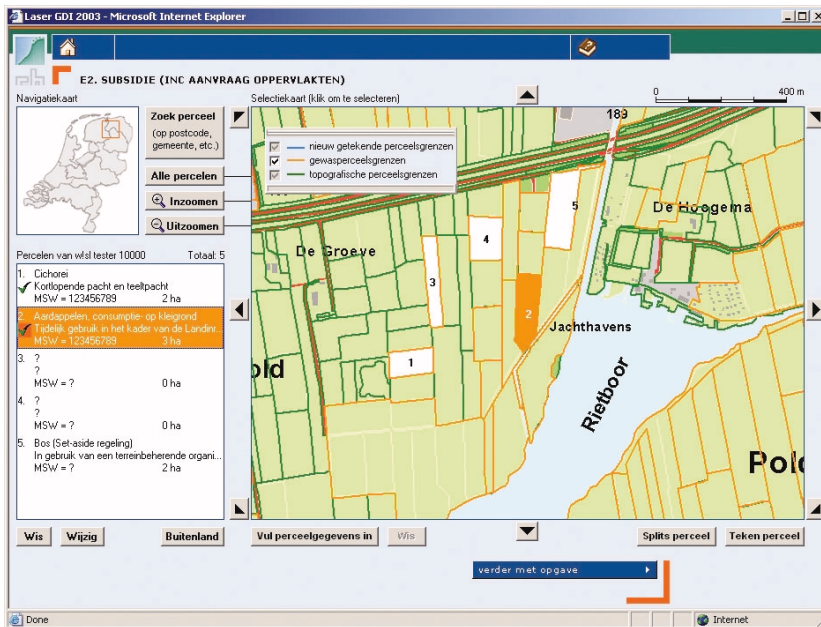 Laser GDI 2003 - Microsoft Internet Explorer
E2. SUBSIDIE (INC AANVRAAG OPPERVLAKTEN)
Navigatiekaart
Zoek perceel
(op postcode,
gemeente, etc.)
Alle percelen
Inzoomen
Uitzoomen
Selectiekaart (klik om te selecteren)
0 400 m
nieuw getekende perceelsgrenzen
gewasperceelsgrenzen
topografische perceelsgrenzen
189
De Hoogema
De Groeve
5
4
3
2
1
Jachthavens
old
Rietboor
Pold
Percelen van wlsl tester 10000 Totaal: 5
1. Cichorei
Kortlopende pacht en teeltpacht
MSW = 123456789 2 ha
2. Aardappelen, consumptie- op kleigrond
Tijdelijk gebruik in het kader van de Landinr...
MSW = 123456789 3 ha
3. ?
?
MSW = ? 0 ha
4. ?
?
MSW = ? 0 ha
5. Bos (Set-aside regeling)
In gebruik van een terreinbeherende organi...
MSW = ? 2 ha
Wis Wijzig Buitenland
Vul perceelgegevens in Wis
Splits perceel Teken perceel
verder met opgave
Done Internet